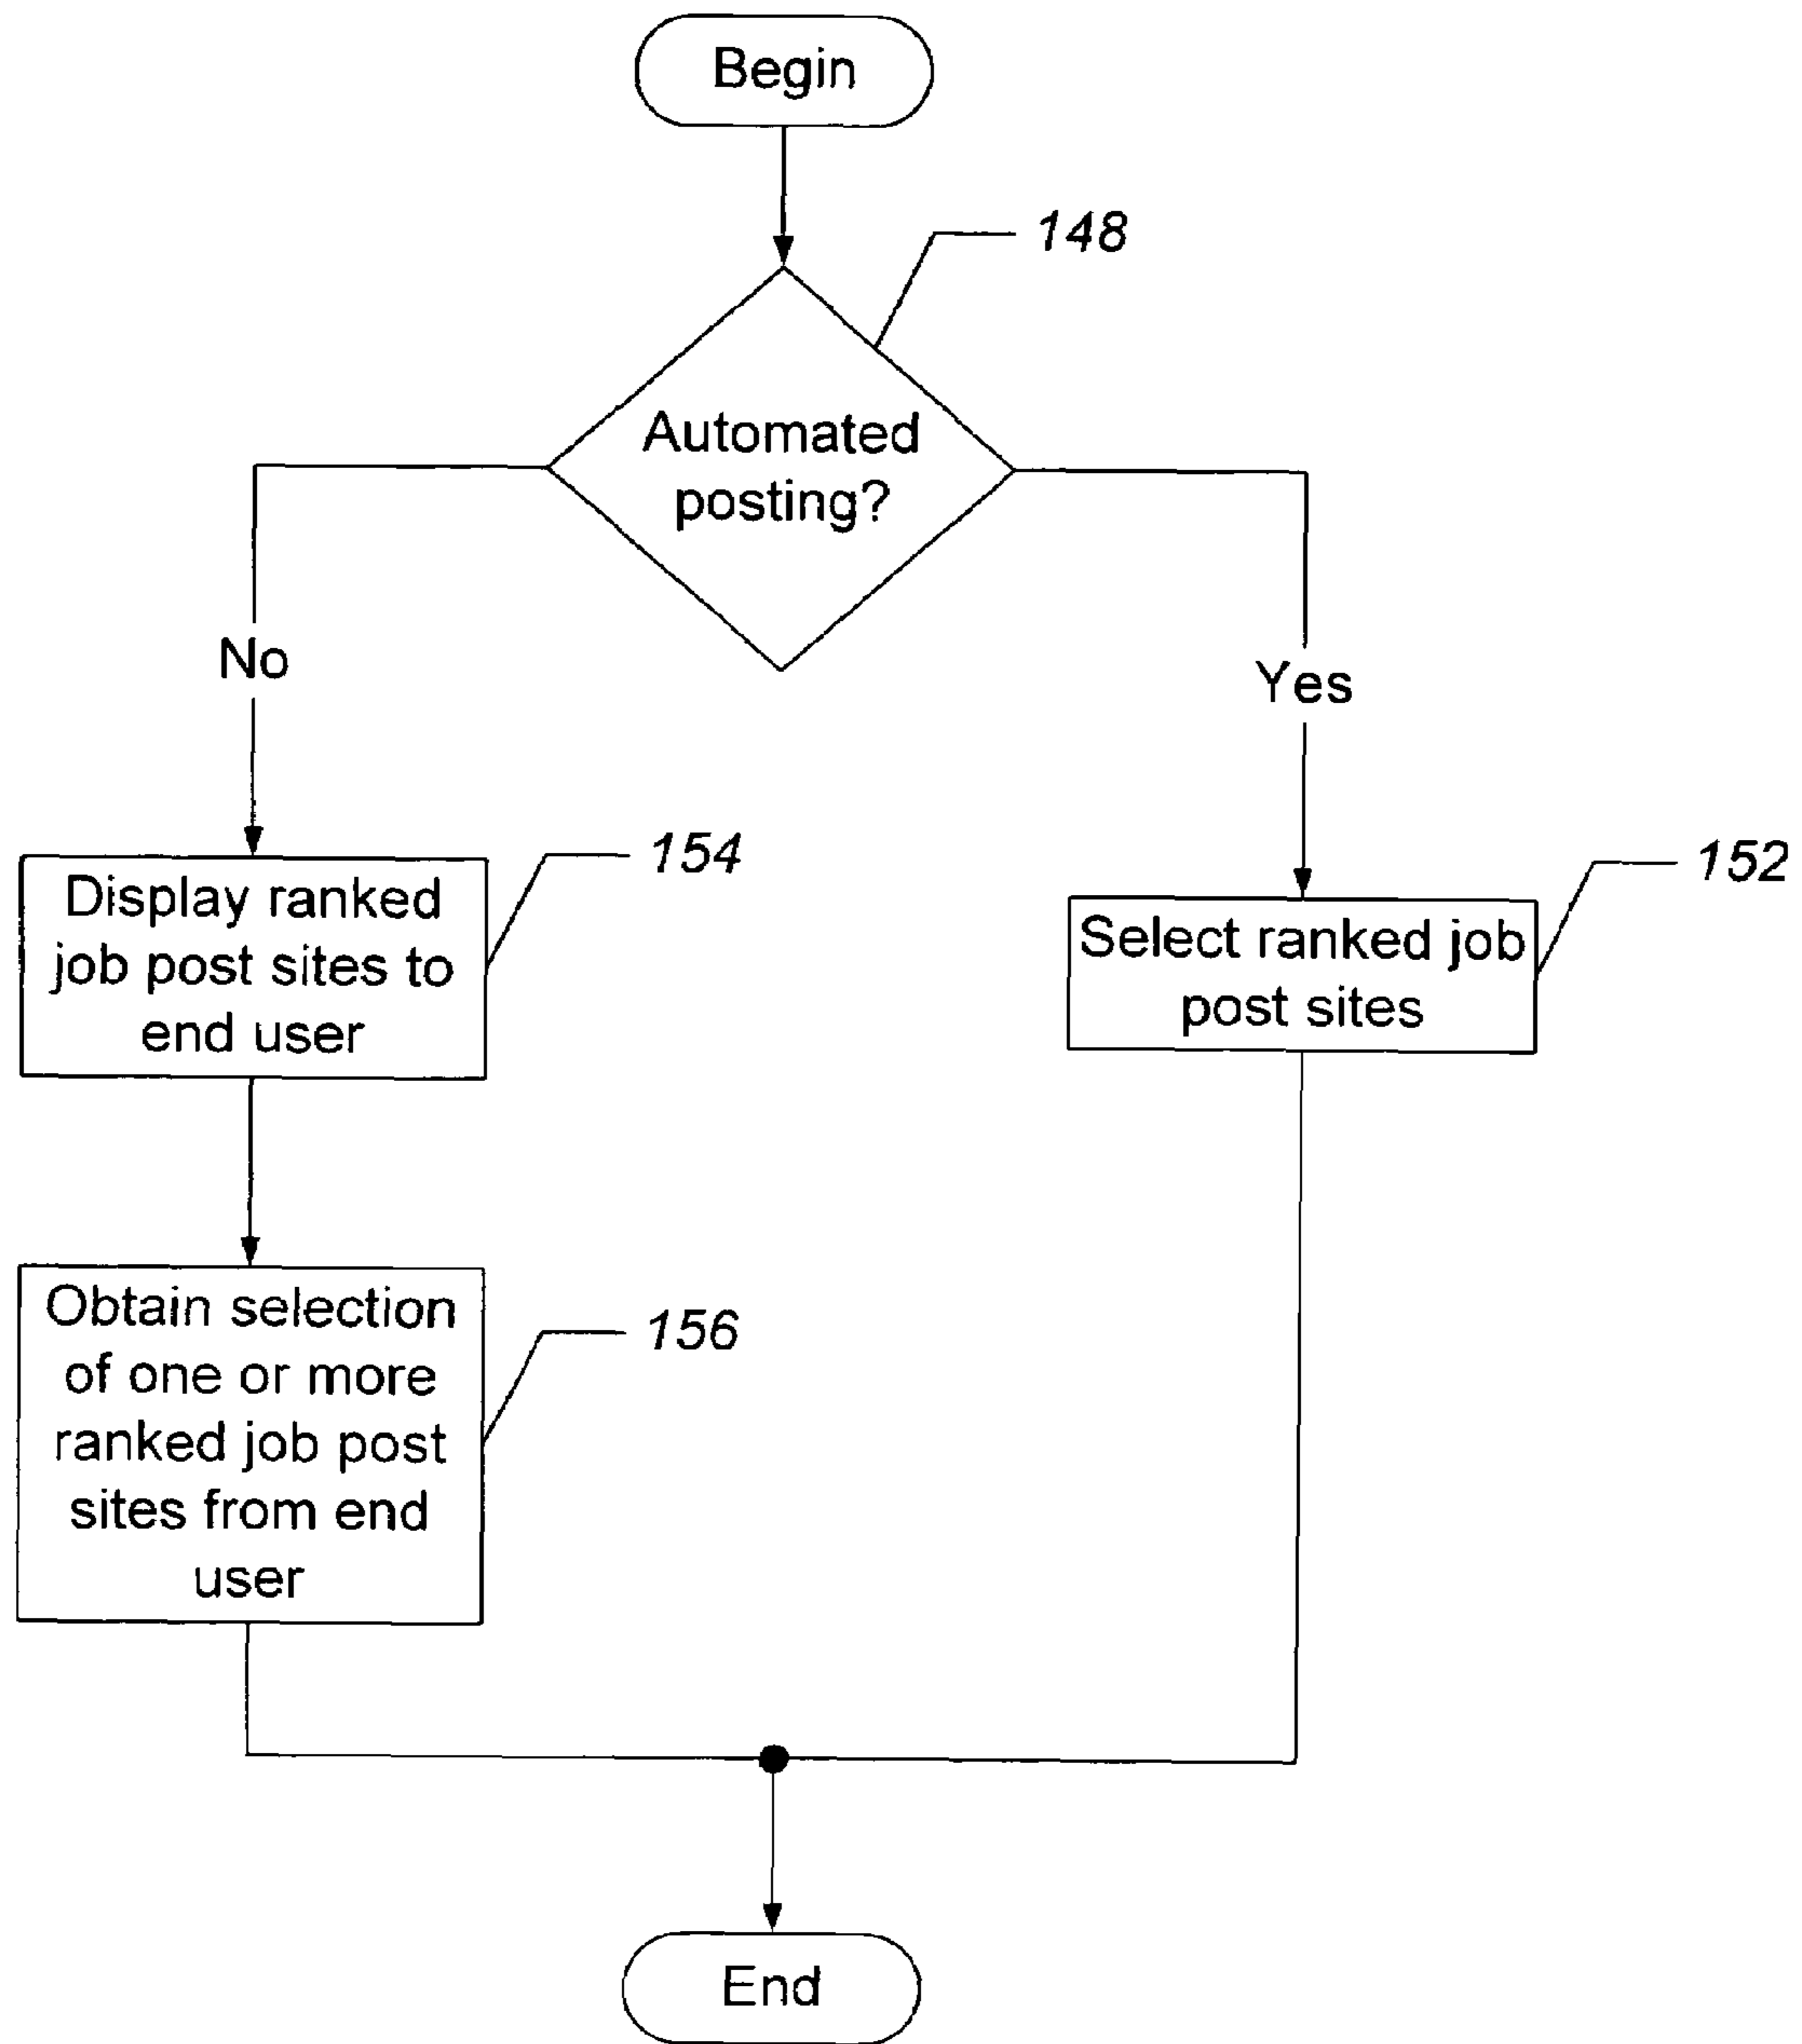 Begin
148
Automated
posting?
No
Yes
154
Display ranked
job post sites to
end user
152
Select ranked job
post sites
156
Obtain selection
of one or more
ranked job post
sites from end
user
End